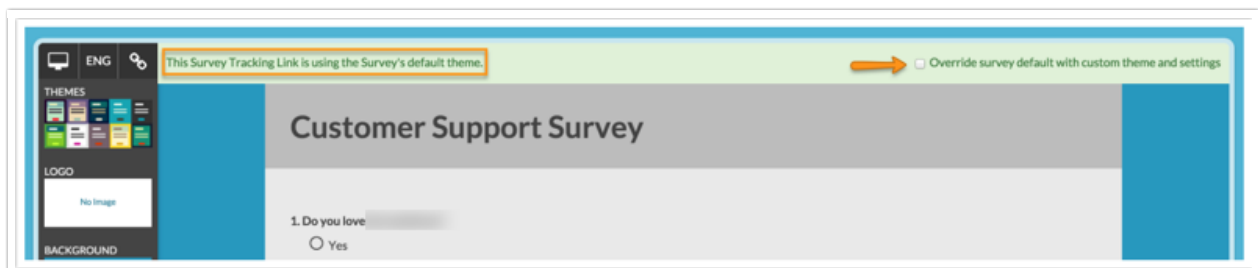 ENG
This Survey Tracking Link is using the Survey's default theme.
Override survey default with custom theme and settings
THEMES
Customer Support Survey
LOGO
No Image
1. Do you love
Yes
BACKGROUND